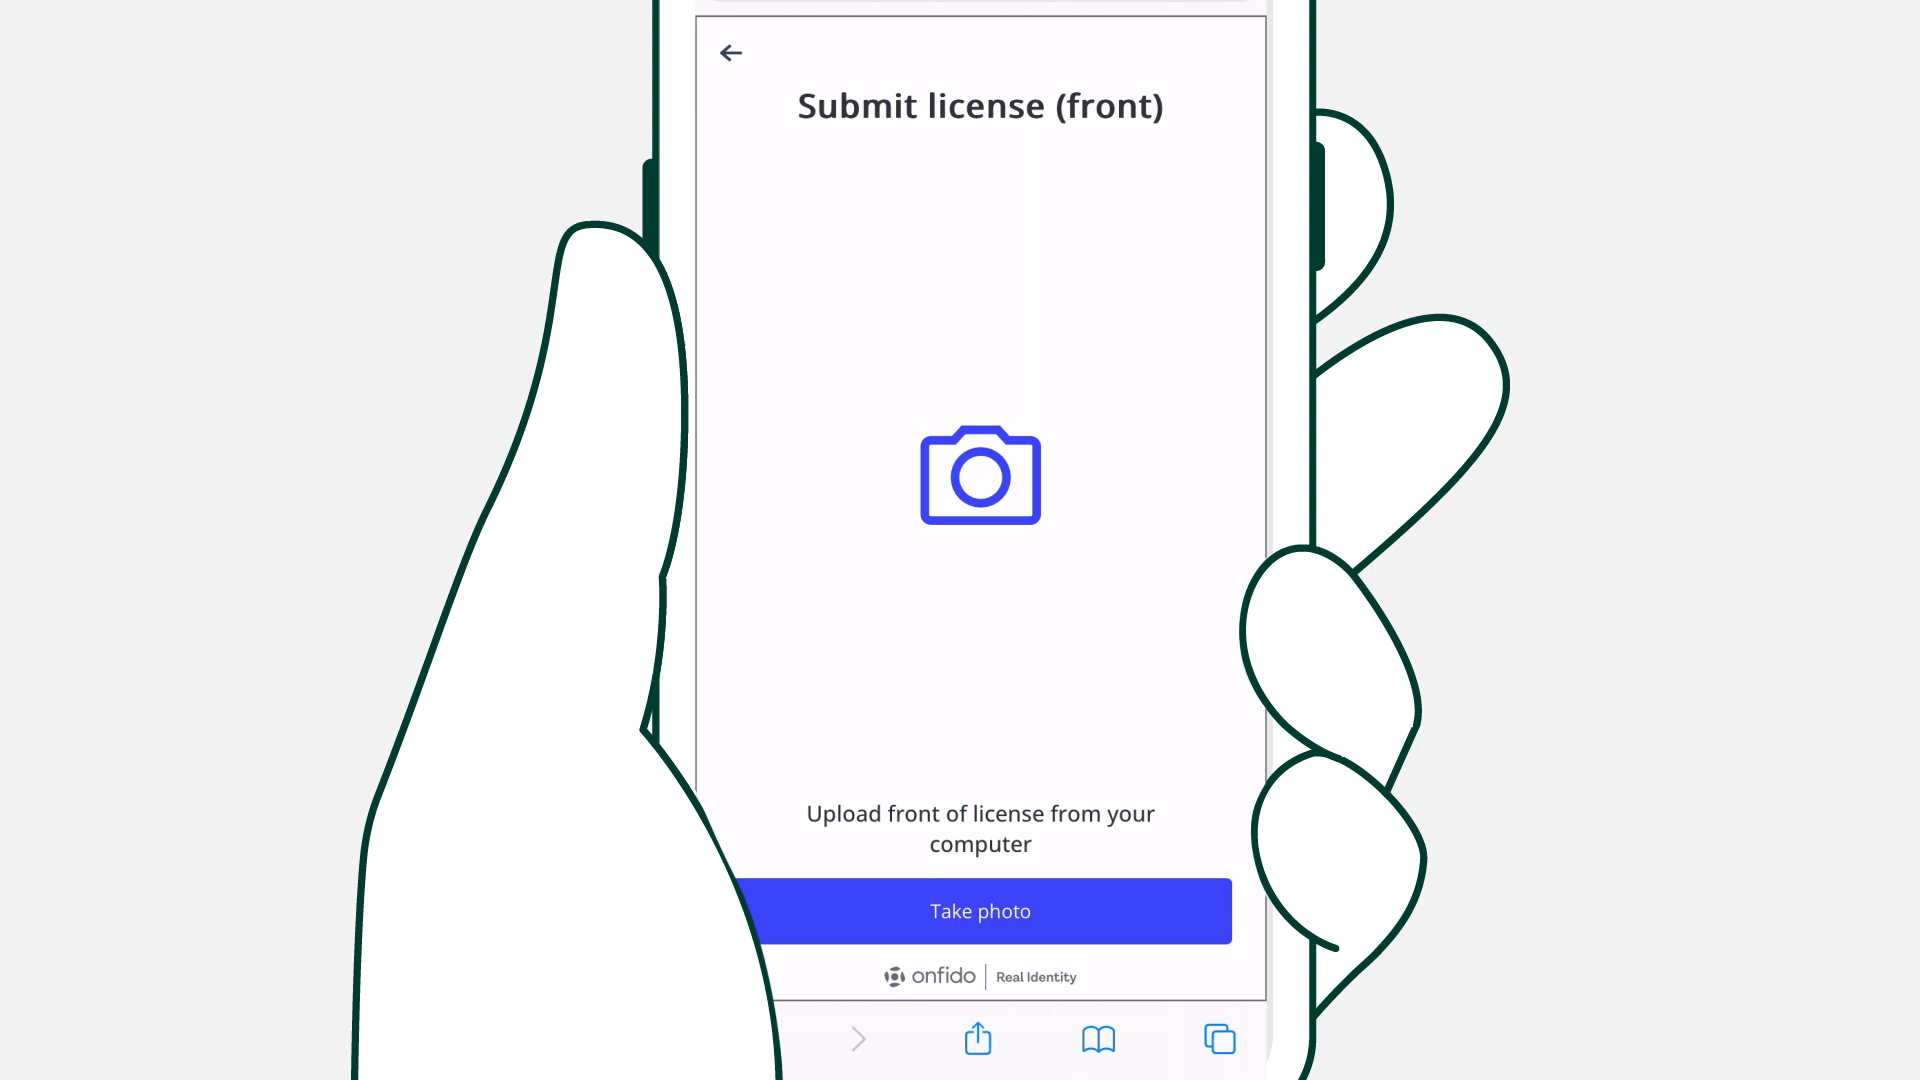 Submit license (front)
Upload front of license from your
computer
Take photo
onfido | Real Identity